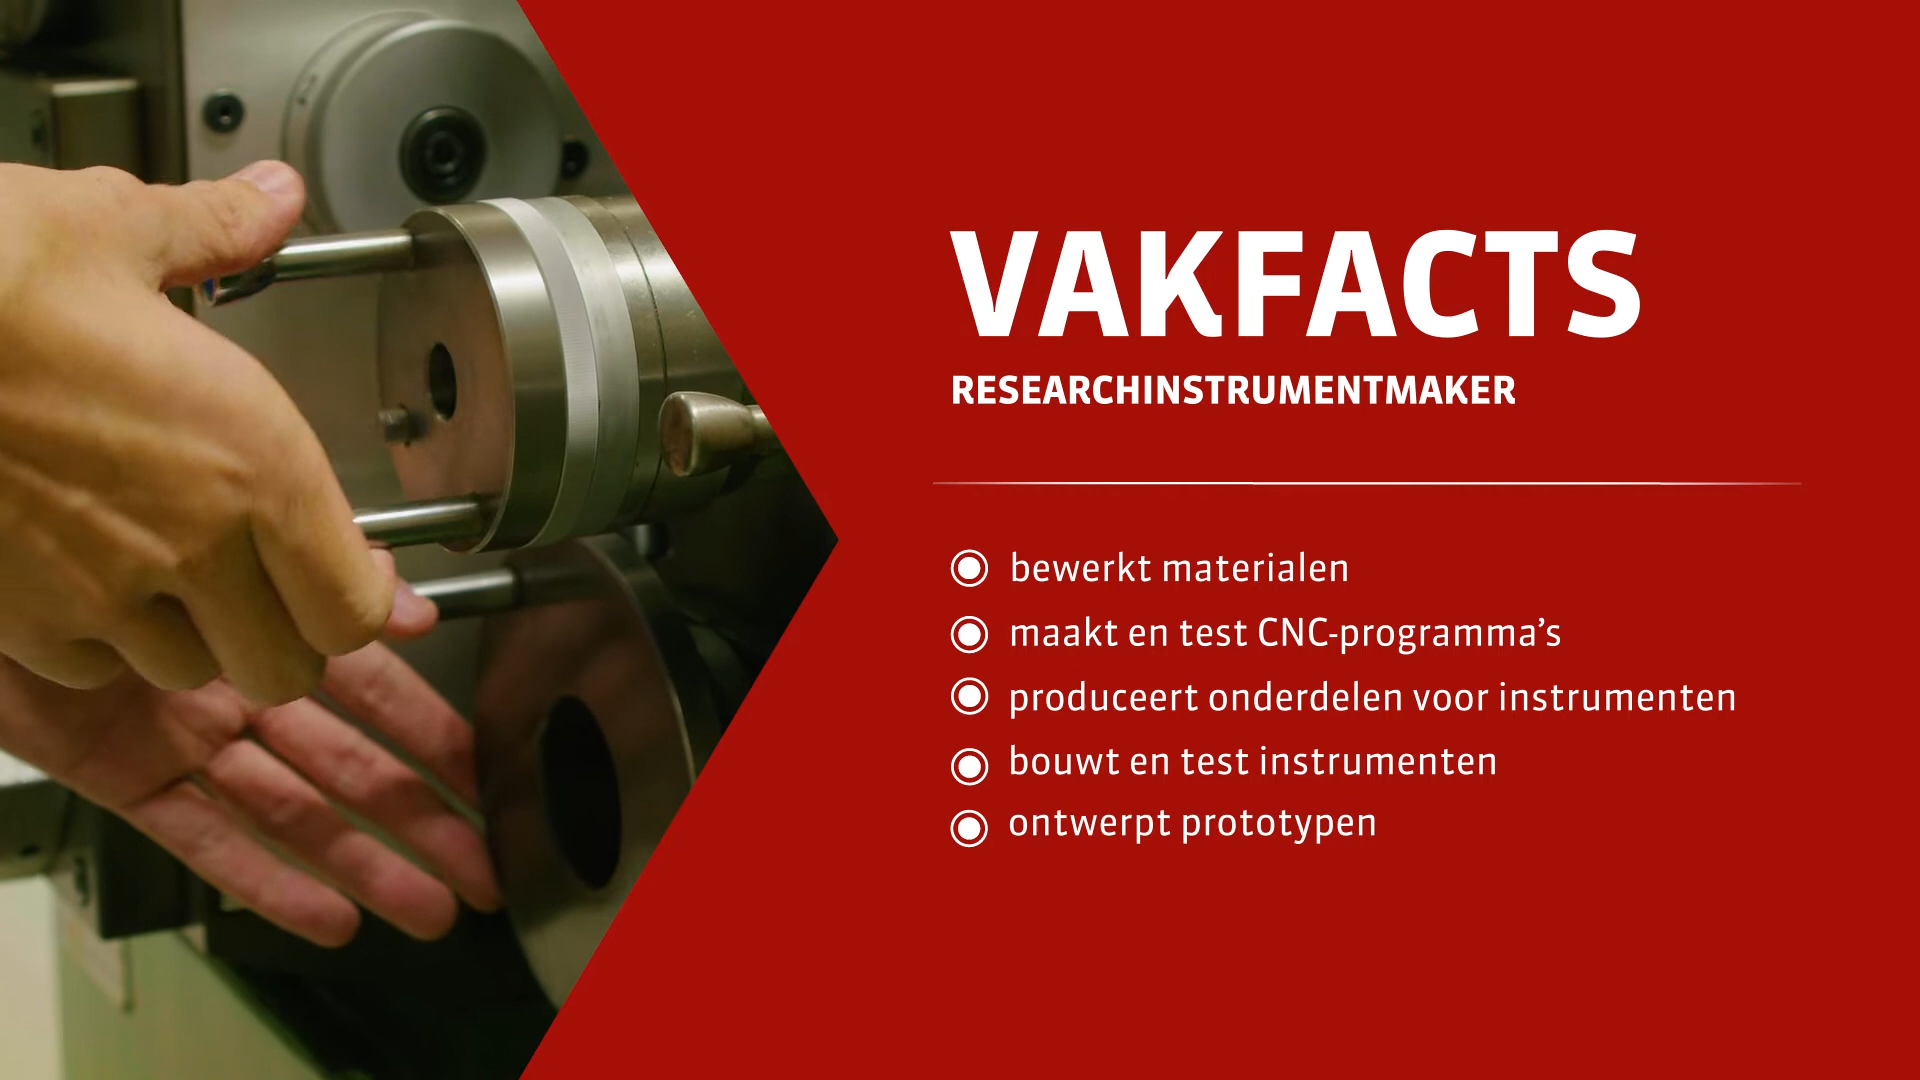 VAKFACTS
RESEARCHINSTRUMENTMAKER
bewerkt materialen
maakt en test CNC-programma’s
produceert onderdelen voor instrumenten
bouwt en test instrumenten
ontwerpt prototypen